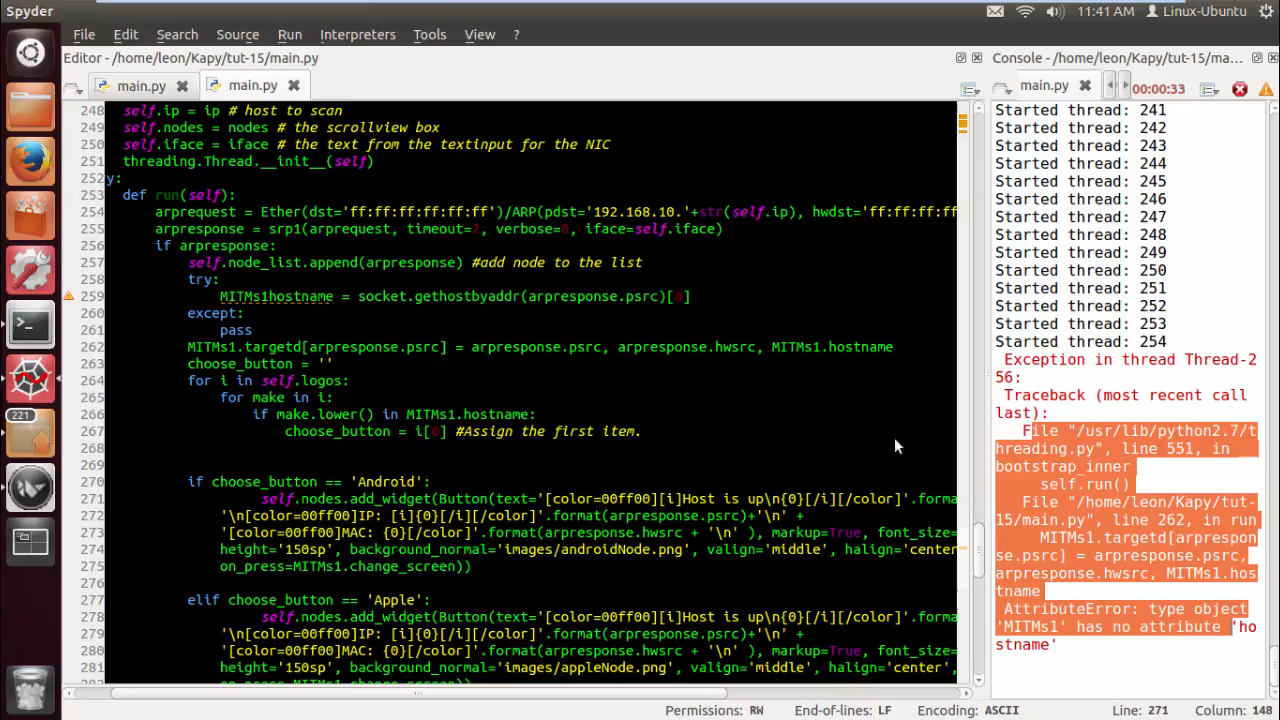 Spyder
11:41 AM
Linux-Ubuntu
File Edit Search Source Run Interpreters Tools View ?
Editor - /home/leon/Kapy/tut-15/main.py
main.py
main.py
248 self.ip = ip # host to scan
249 self.nodes = nodes # the scrollview box
250 self.iface = iface # the text from the textinput for the NIC
251 threading.Thread.__init__(self)
252 y:
253 def run(self):
254 arprequest = Ether(dst='ff:ff:ff:ff:ff:ff')/ARP(pdst='192.168.10.'+str(self.ip), hwdst='ff:ff:ff:ff
255 arpresponse = srp1(arprequest, timeout=2, verbose=0, iface=self.iface)
256 if arpresponse:
257 self.node_list.append(arpresponse) #add node to the list
258 try:
259 MITMs1hostname = socket.gethostbyaddr(arpresponse.psrc)[0]
260 except:
261 pass
262 MITMs1.targetd[arpresponse.psrc] = arpresponse.psrc, arpresponse.hwsrc, MITMs1.hostname
263 choose_button = ''
264 for i in self.logos:
265 for make in i:
266 if make.lower() in MITMs1.hostname:
267 choose_button = i[0] #Assign the first item.
268
269
270 if choose_button == 'Android':
271 self.nodes.add_widget(Button(text='[color=00ff00][i]Host is up\n{0}[/i][/color]'.format
272 '\n[color=00ff00]IP: [i]{0}[/i][/color]'.format(arpresponse.psrc)+'\n' +
273 '[color=00ff00]MAC: {0}[/color]'.format(arpresponse.hwsrc + '\n' ), markup=True, font_size=
274 height='150sp', background_normal='images/androidNode.png', valign='middle', halign='center
275 on_press=MITMs1.change_screen))
276
277 elif choose_button == 'Apple':
278 self.nodes.add_widget(Button(text='[color=00ff00][i]Host is up\n{0}[/i][/color]'.format
279 '\n[color=00ff00]IP: [i]{0}[/i][/color]'.format(arpresponse.psrc)+'\n' +
280 '[color=00ff00]MAC: {0}[/color]'.format(arpresponse.hwsrc + '\n' ), markup=True, font_size=
281 height='150sp', background_normal='images/appleNode.png', valign='middle', halign='center',
on_press=MITMs1.change_screen))
Console - /home/leon/Kapy/tut-15/ma...
main.py
00:00:33
Started thread: 241
Started thread: 242
Started thread: 243
Started thread: 244
Started thread: 245
Started thread: 246
Started thread: 247
Started thread: 248
Started thread: 249
Started thread: 250
Started thread: 251
Started thread: 252
Started thread: 253
Started thread: 254
Exception in thread Thread-2
56:
Traceback (most recent call
last):
File "/usr/lib/python2.7/t
hreading.py", line 551, in
bootstrap_inner
self.run()
File "/home/leon/Kapy/tut-
15/main.py", line 262, in run
MITMs1.targetd[arprespon
se.psrc] = arpresponse.psrc,
arpresponse.hwsrc, MITMs1.hos
tname
AttributeError: type object
'MITMs1' has no attribute 'ho
stname'
221
Permissions: RW End-of-lines: LF Encoding: ASCII Line: 271 Column: 148